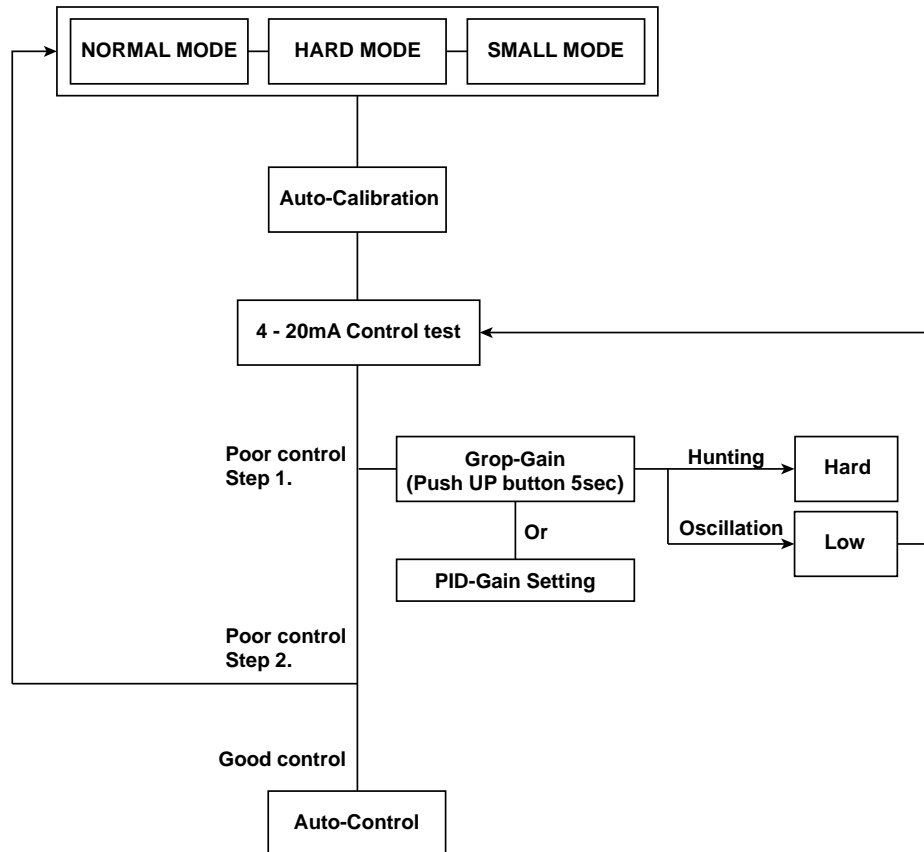 NORMAL MODE
HARD MODE
SMALL MODE
Auto-Calibration
4 - 20mA Control test
Poor control
Step 1.
Grop-Gain
(Push UP button 5sec)
Hunting
Hard
Oscillation
Low
Or
PID-Gain Setting
Poor control
Step 2.
Good control
Auto-Control